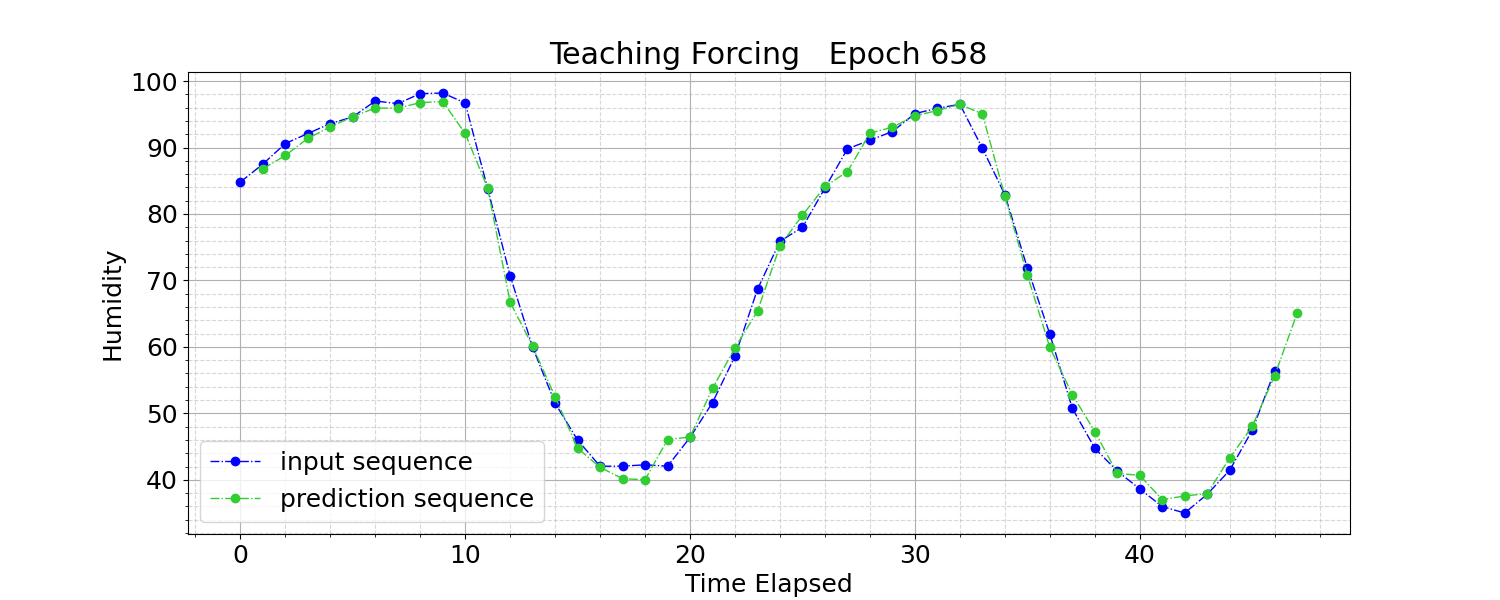 Teaching Forcing   Epoch 658
100
90
80
70
60
50
40
Humidity
input sequence
prediction sequence
0 10 20 30 40
Time Elapsed